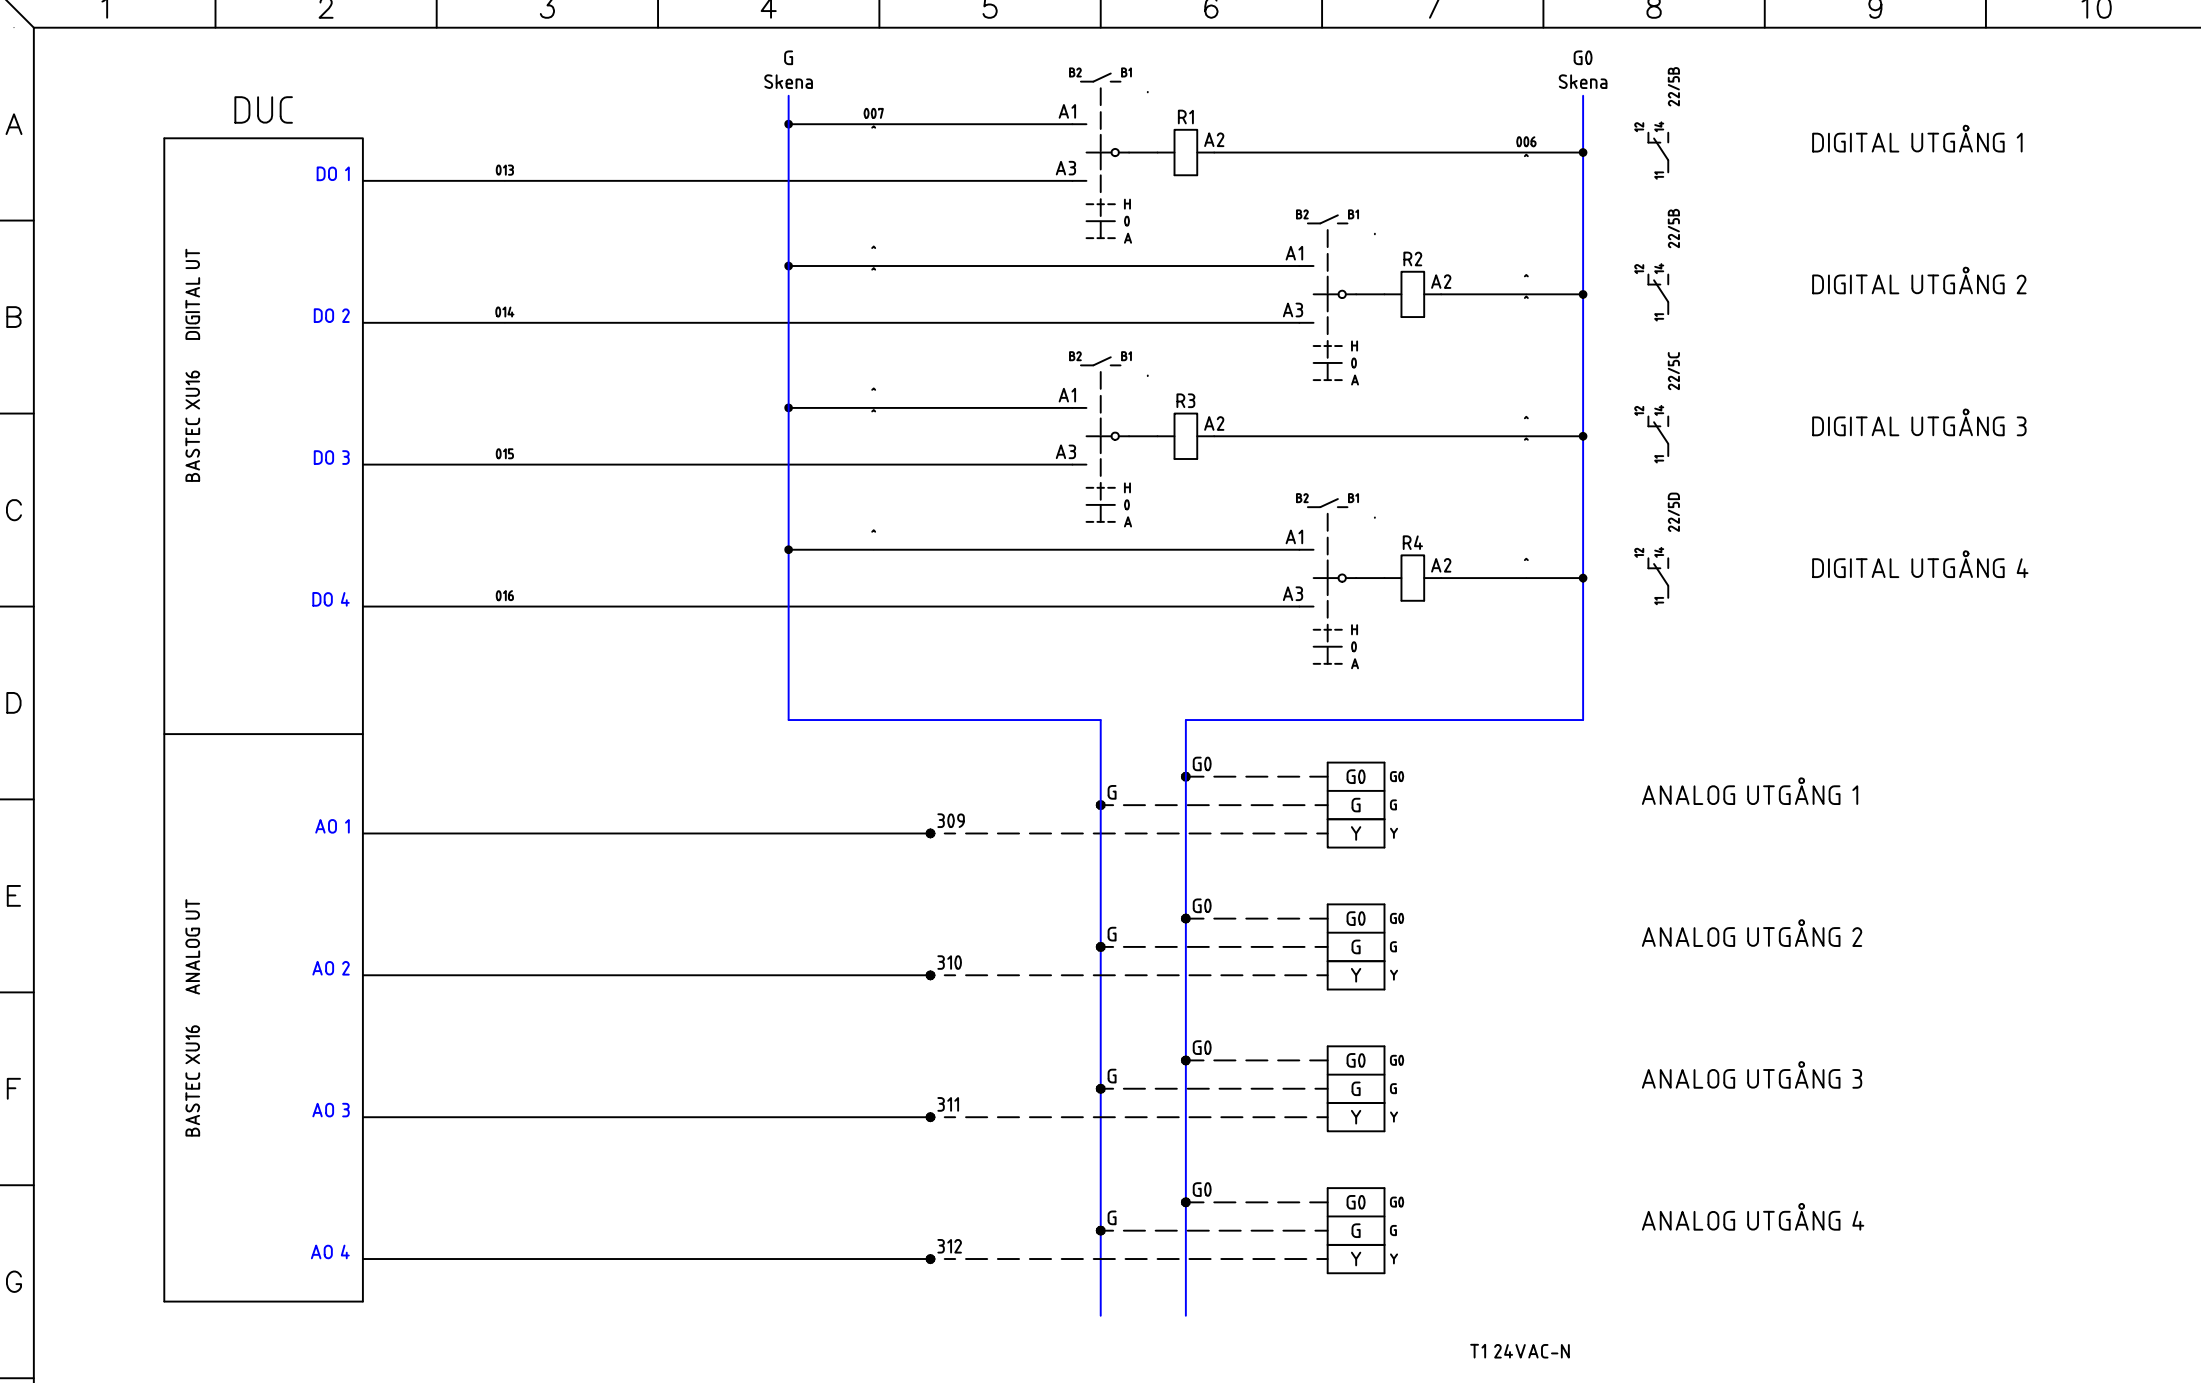 1 2 3 4 5 6 7 8 9 10
G
Skena
G0
Skena
DUC
A
B2 B1
007
A1
R1
A2
006
DO 1
013
A3
H
0
A
22/5B
12 14
11
DIGITAL UTGÅNG 1
BASTEC XU16 DIGITAL UT
B
B2 B1
A1
R2
A2
DO 2
014
A3
H
0
A
22/5B
12 14
11
DIGITAL UTGÅNG 2
B2 B1
A1
R3
A2
DO 3
015
A3
H
0
A
22/5C
12 14
11
DIGITAL UTGÅNG 3
C
B2 B1
A1
R4
A2
DO 4
016
A3
H
0
A
22/5D
12 14
11
DIGITAL UTGÅNG 4
D
BASTEC XU16 ANALOG UT
G0 G0 G0
G G G
AO 1 309 Y Y
ANALOG UTGÅNG 1
E
G0 G0 G0
G G G
AO 2 310 Y Y
ANALOG UTGÅNG 2
F
G0 G0 G0
G G G
AO 3 311 Y Y
ANALOG UTGÅNG 3
G0 G0 G0
G G G
AO 4 312 Y Y
ANALOG UTGÅNG 4
G
T1 24VAC-N